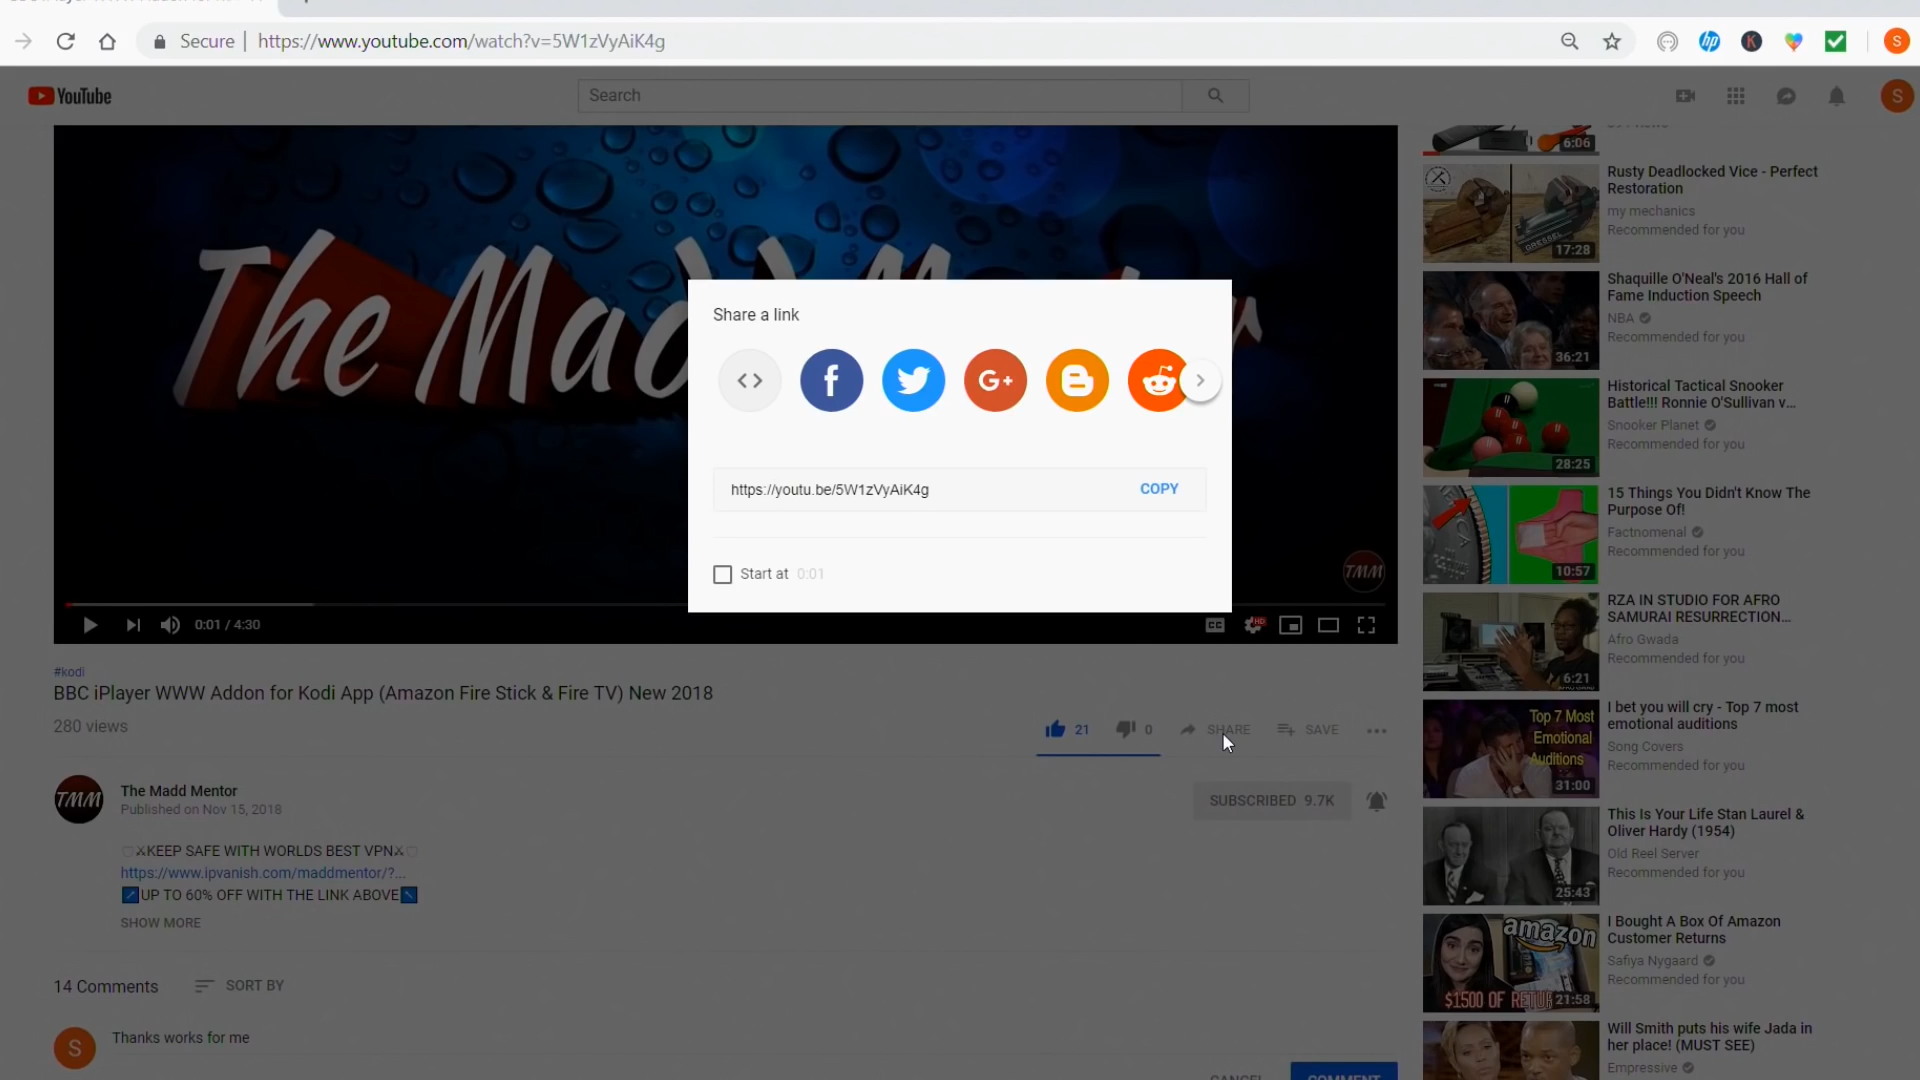 Secure
https://www.youtube.com/watch?v=5W1zVyAiK4g
hp
K
S
YouTube
Search
S
The Madd
TMM
0:01 / 4:30
CC
HD
Share a link
f
G+
B
https://youtu.be/5W1zVyAiK4g
COPY
Start at 0:01
#kodi
BBC iPlayer WWW Addon for Kodi App (Amazon Fire Stick & Fire TV) New 2018
280 views
21
0
SHARE
SAVE
TMM
The Madd Mentor
Published on Nov 15, 2018
SUBSCRIBED 9.7K
KEEP SAFE WITH WORLDS BEST VPN
https://www.ipvanish.com/maddmentor/?...
UP TO 60% OFF WITH THE LINK ABOVE
SHOW MORE
14 Comments
SORT BY
S
Thanks works for me
CANCEL
COMMENT
6:06
Rusty Deadlocked Vice - Perfect
Restoration
my mechanics
Recommended for you
GRESSEL
17:28
Shaquille O'Neal's 2016 Hall of
Fame Induction Speech
NBA
Recommended for you
36:21
Historical Tactical Snooker
Battle!!! Ronnie O'Sullivan v...
Snooker Planet
Recommended for you
28:25
15 Things You Didn't Know The
Purpose Of!
Factnomenal
Recommended for you
10:57
RZA IN STUDIO FOR AFRO
SAMURAI RESURRECTION...
Afro Gwada
Recommended for you
6:21
I bet you will cry - Top 7 most
emotional auditions
Song Covers
Recommended for you
Top 7 Most
Emotional
Auditions
31:00
This Is Your Life Stan Laurel &
Oliver Hardy (1954)
Old Reel Server
Recommended for you
25:43
I Bought A Box Of Amazon
Customer Returns
Safiya Nygaard
Recommended for you
amazon
$1500 OF
21:58
Will Smith puts his wife Jada in
her place! (MUST SEE)
Empressive